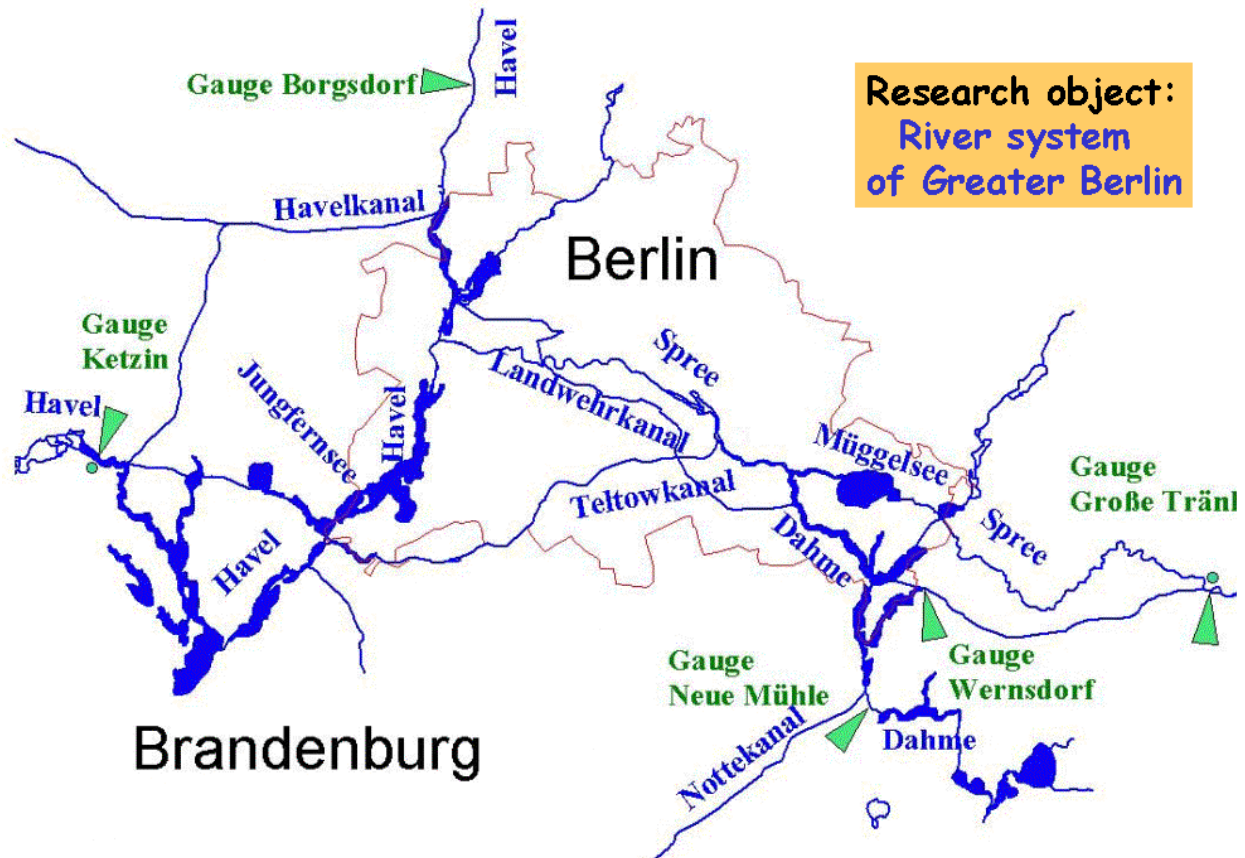 Havel
Gauge Borgsdorf
Research object:
River system
of Greater Berlin
Havelkanal
Berlin
Gauge
Ketzin
Jungfernsee
Havel
Havel
Landwehrkanal
Spree
Müggelsee
Gauge
Große Tränk
Teltowkanal
Spree
Havel
Dahme
Gauge
Neue Mühle
Gauge
Wernsdorf
Brandenburg
Dahme
Nottekanal